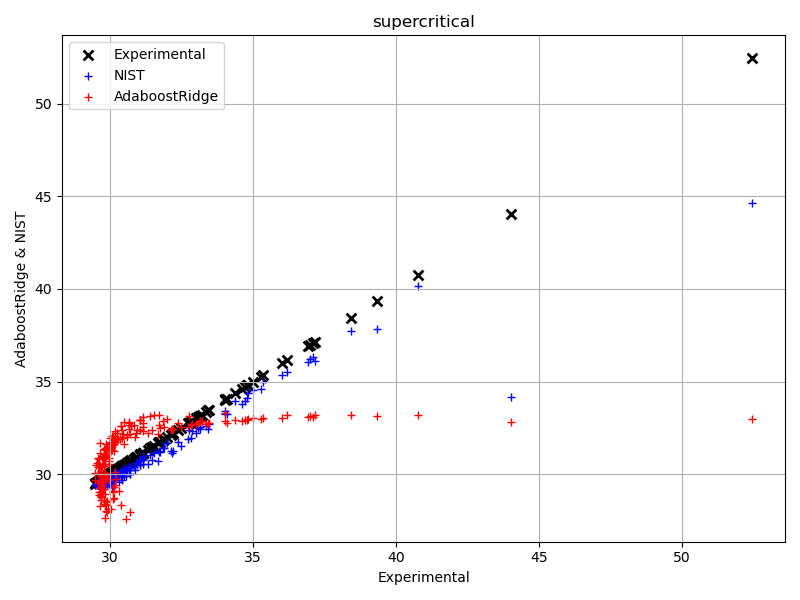 supercritical
Experimental
NIST
AdaboostRidge
AdaboostRidge & NIST
50
45
40
35
30
30 35 40 45 50
Experimental